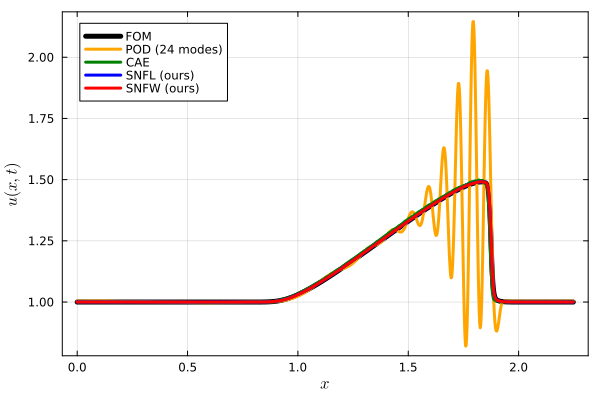 FOM
POD (24 modes)
CAE
SNFL (ours)
SNFW (ours)
2.00
1.75
1.50
1.25
1.00
u(x, t)
0.0 0.5 1.0 1.5 2.0
x